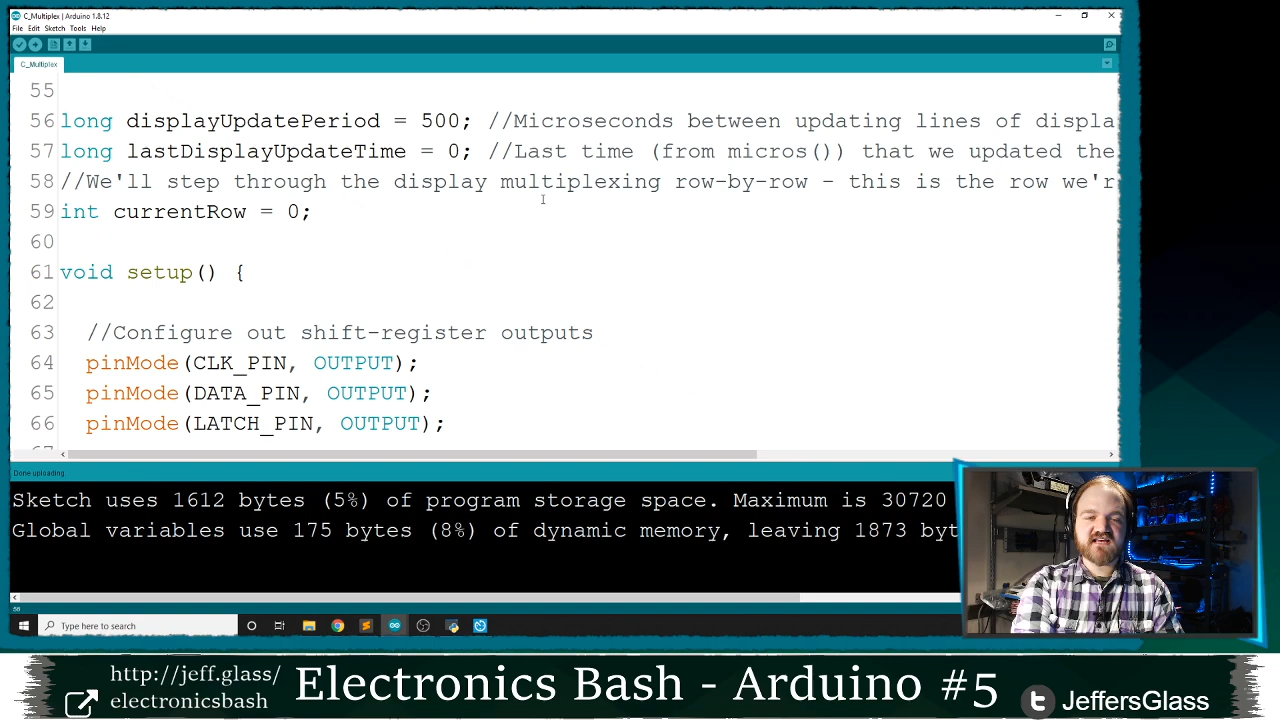 C_Multiplex | Arduino 1.8.12
File Edit Sketch Tools Help
C_Multiplex
55
56 long displayUpdatePeriod = 500; //Microseconds between updating lines of displa
57 long lastDisplayUpdateTime = 0; //Last time (from micros()) that we updated the
58 //We'll step through the display multiplexing row-by-row - this is the row we'r
59 int currentRow = 0;
60
61 void setup() {
62
63 //Configure out shift-register outputs
64 pinMode(CLK_PIN, OUTPUT);
65 pinMode(DATA_PIN, OUTPUT);
66 pinMode(LATCH_PIN, OUTPUT);
Done uploading.
Sketch uses 1612 bytes (5%) of program storage space. Maximum is 30720
Global variables use 175 bytes (8%) of dynamic memory, leaving 1873 byt
56
Type here to search
http://jeff.glass/
electronicsbash
Electronics Bash - Arduino #5
JeffersGlass